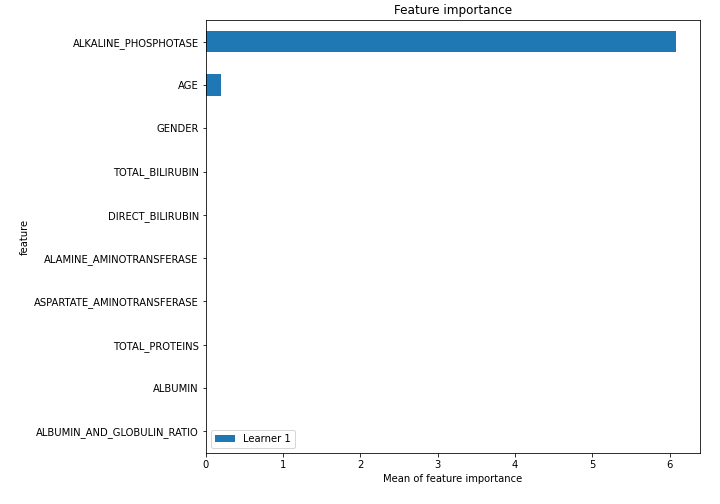 Feature importance
ALKALINE_PHOSPHOTASE
AGE
GENDER
TOTAL_BILIRUBIN
DIRECT_BILIRUBIN
ALAMINE_AMINOTRANSFERASE
ASPARTATE_AMINOTRANSFERASE
TOTAL_PROTEINS
ALBUMIN
ALBUMIN_AND_GLOBULIN_RATIO
feature
Learner 1
0 1 2 3 4 5 6
Mean of feature importance